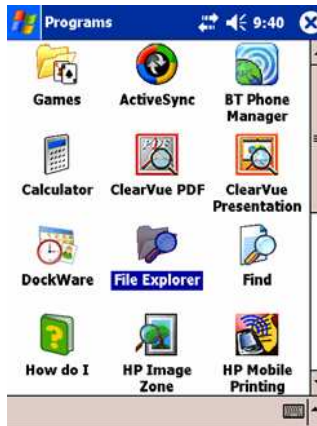 Programs 9:40
Games ActiveSync BT Phone
Manager
Calculator ClearVue PDF ClearVue
Presentation
DockWare File Explorer Find
How do I HP Image HP Mobile
Zone Printing